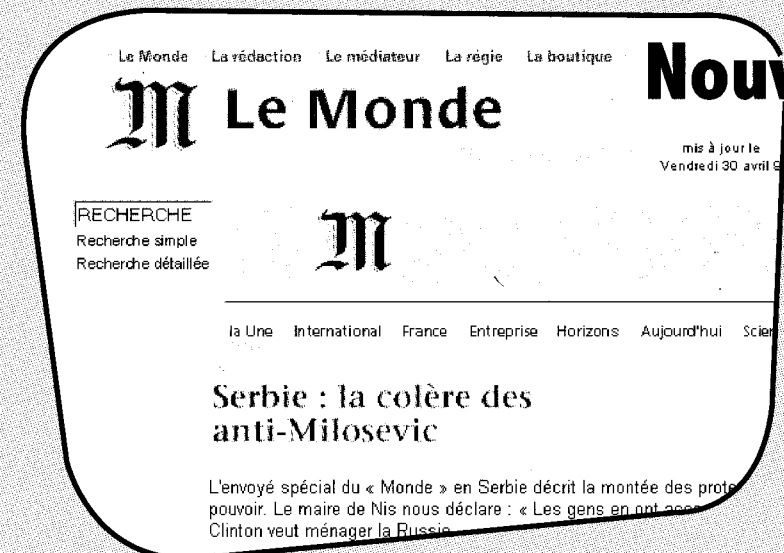 Le Monde La rédaction Le médiateur La régie La boutique
Nouv
M Le Monde
mis à jour le
Vendredi 30 avril 9
RECHERCHE
Recherche simple
Recherche détaillée
M
la Une International France Entreprise Horizons Aujourd'hui Scien
Serbie : la colère des
anti-Milosevic
L'envoyé spécial du « Monde » en Serbie décrit la montée des prote
pouvoir. Le maire de Nis nous déclare : « Les gens en ont
Clinton veut ménager la Russie